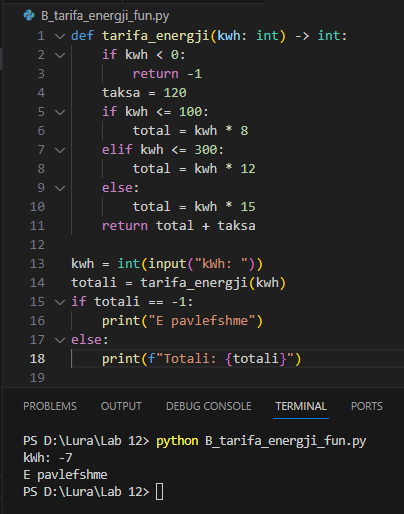 B_tarifa_energji_fun.py
1 def tarifa_energji(kwh: int) -> int:
2     if kwh < 0:
3         return -1
4     taksa = 120
5     if kwh <= 100:
6         total = kwh * 8
7     elif kwh <= 300:
8         total = kwh * 12
9     else:
10         total = kwh * 15
11     return total + taksa
12
13 kwh = int(input("kWh: "))
14 totali = tarifa_energji(kwh)
15 if totali == -1:
16     print("E pavlefshme")
17 else:
18     print(f"Totali: {totali}")
19
PROBLEMS OUTPUT DEBUG CONSOLE TERMINAL PORTS
PS D:\Lura\Lab 12> python B_tarifa_energji_fun.py
kWh: -7
E pavlefshme
PS D:\Lura\Lab 12>